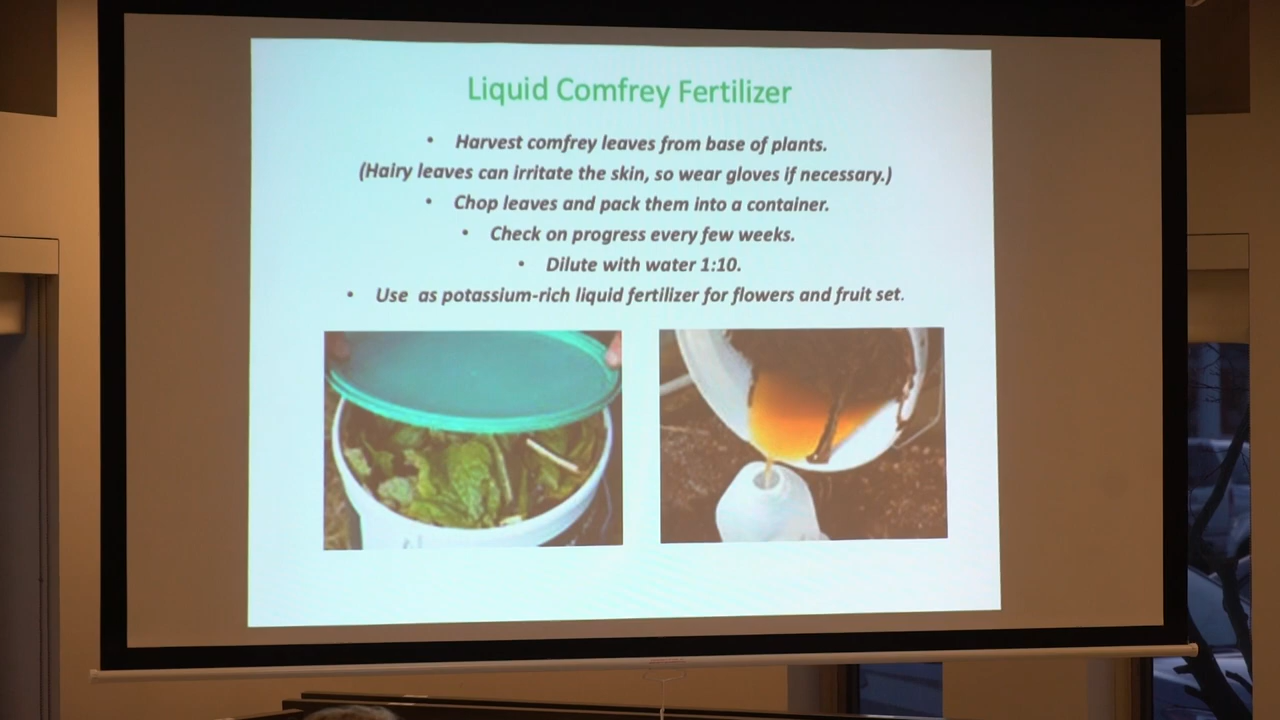 Liquid Comfrey Fertilizer
• Harvest comfrey leaves from base of plants.
(Hairy leaves can irritate the skin, so wear gloves if necessary.)
• Chop leaves and pack them into a container.
• Check on progress every few weeks.
• Dilute with water 1:10.
• Use as potassium-rich liquid fertilizer for flowers and fruit set.